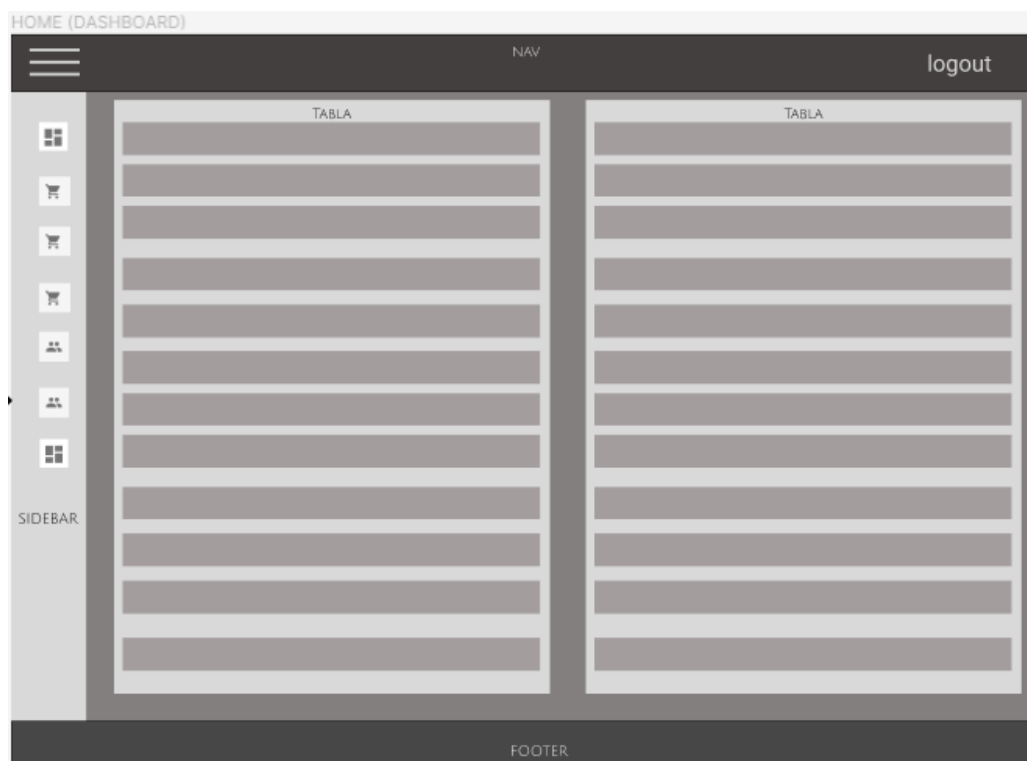 HOME (DASHBOARD)
NAV
logout
TABLA
TABLA
SIDEBAR
FOOTER